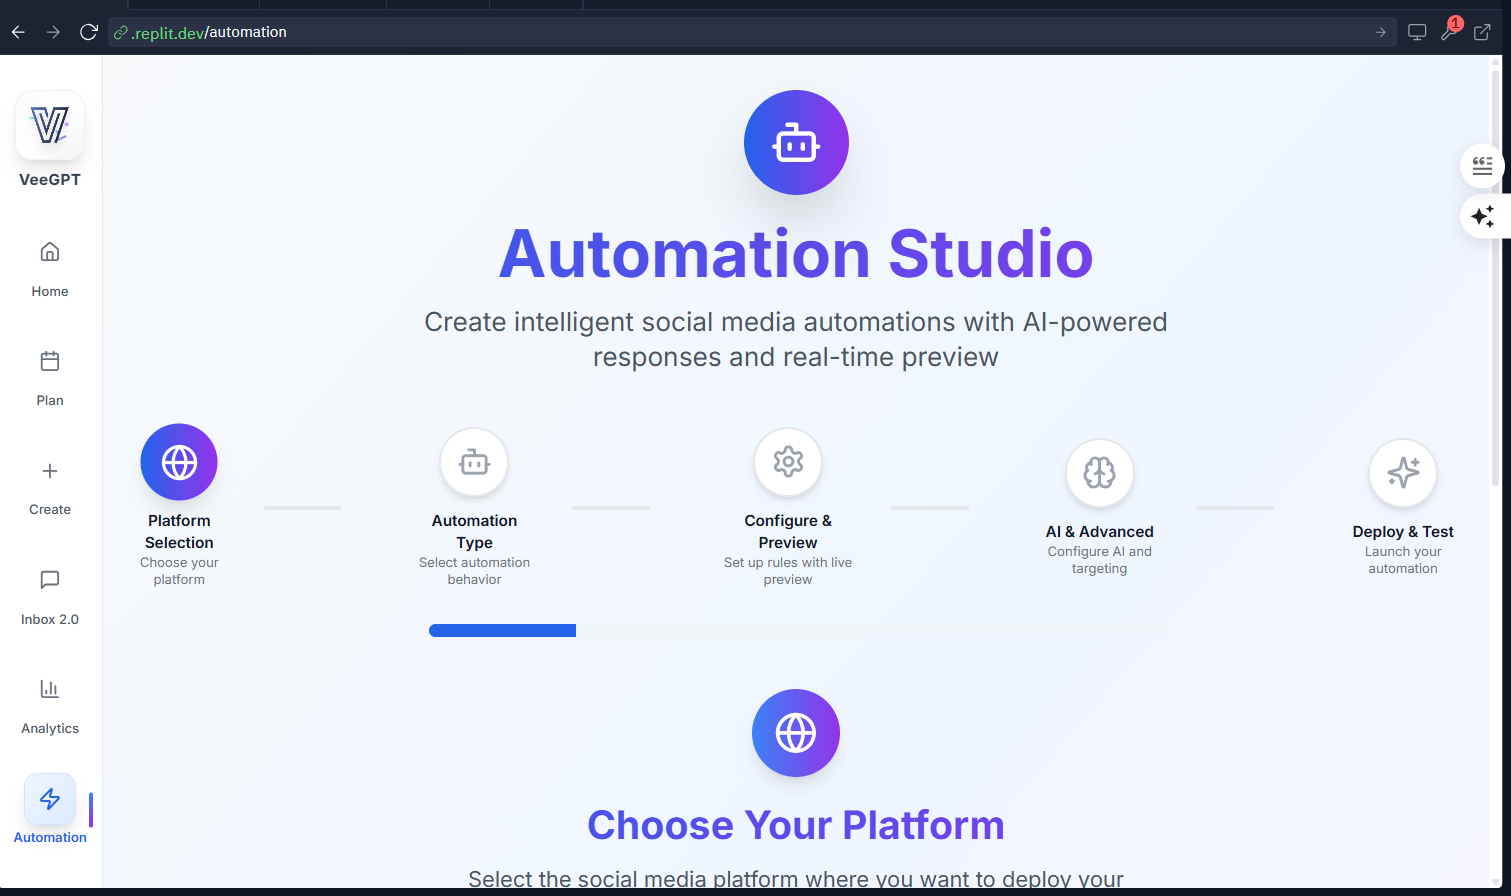 .replit.dev/automation
1
VeeGPT
Home
Plan
Create
Inbox 2.0
Analytics
Automation
Automation Studio
Create intelligent social media automations with AI-powered
responses and real-time preview
Platform
Selection
Choose your
platform
Automation
Type
Select automation
behavior
Configure &
Preview
Set up rules with live
preview
AI & Advanced
Configure AI and
targeting
Deploy & Test
Launch your
automation
Choose Your Platform
Select the social media platform where you want to deploy your